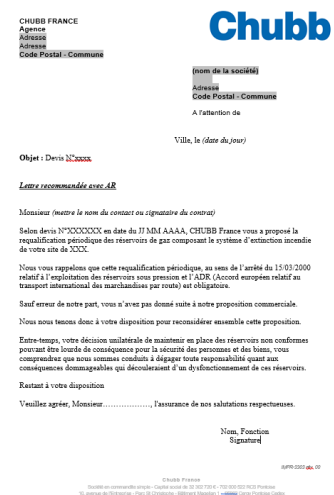 Chubb
CHUBB FRANCE
Agence
Adresse
Adresse
Code Postal - Commune
(nom de la société)
Adresse
Code Postal - Commune
A l'attention de
Ville, le (date du jour)
Objet : Devis N°xxxx
Lettre recommandée avec AR
Monsieur (mettre le nom du contact ou signataire du contrat)
Selon devis N°XXXXXX en date du JJ MM AAAA, CHUBB France vous a proposé la
requalification périodique des réservoirs de gaz composant le système d'extinction incendie
de votre site de XXX.
Nous vous rappelons que cette requalification périodique, au sens de l'arrêté du 15/03/2000
relatif à l'exploitation des réservoirs sous pression et l'ADR (Accord européen relatif au
transport international des marchandises par route) est obligatoire.
Sauf erreur de notre part, vous n'avez pas donné suite à notre proposition commerciale.
Nous nous tenons donc à votre disposition pour reconsidérer ensemble cette proposition.
Entre-temps, votre décision unilatérale de maintenir en place des réservoirs non conformes
pouvant être lourde de conséquence pour la sécurité des personnes et des biens, vous
comprendrez que nous sommes conduits à dégager toute responsabilité quant aux
conséquences dommageables qui découleraient d'un dysfonctionnement de ces réservoirs.
Restant à votre disposition
Veuillez agréer, Monsieur………………, l'assurance de nos salutations respectueuses.
Nom, Fonction
Signature
Chubb France